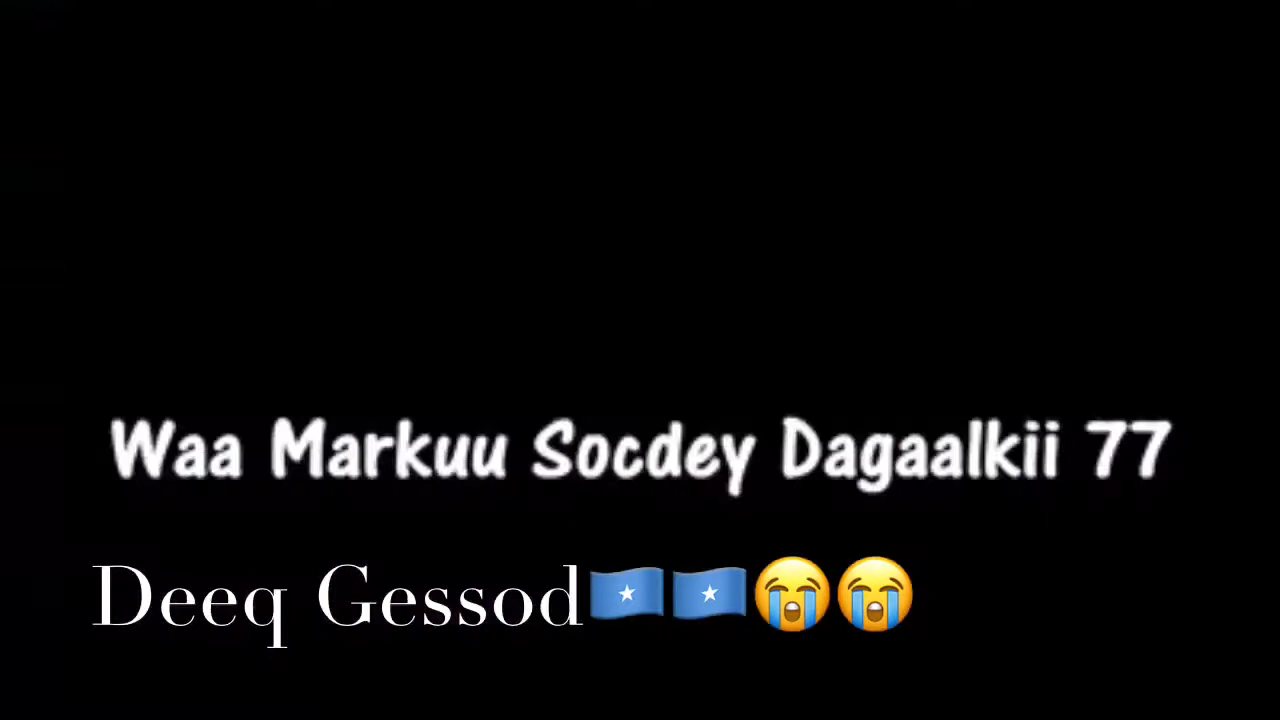 Waa Markuu Socdey Dagaalkii 77
Deeq Gessod🇸🇴🇸🇴😭😭